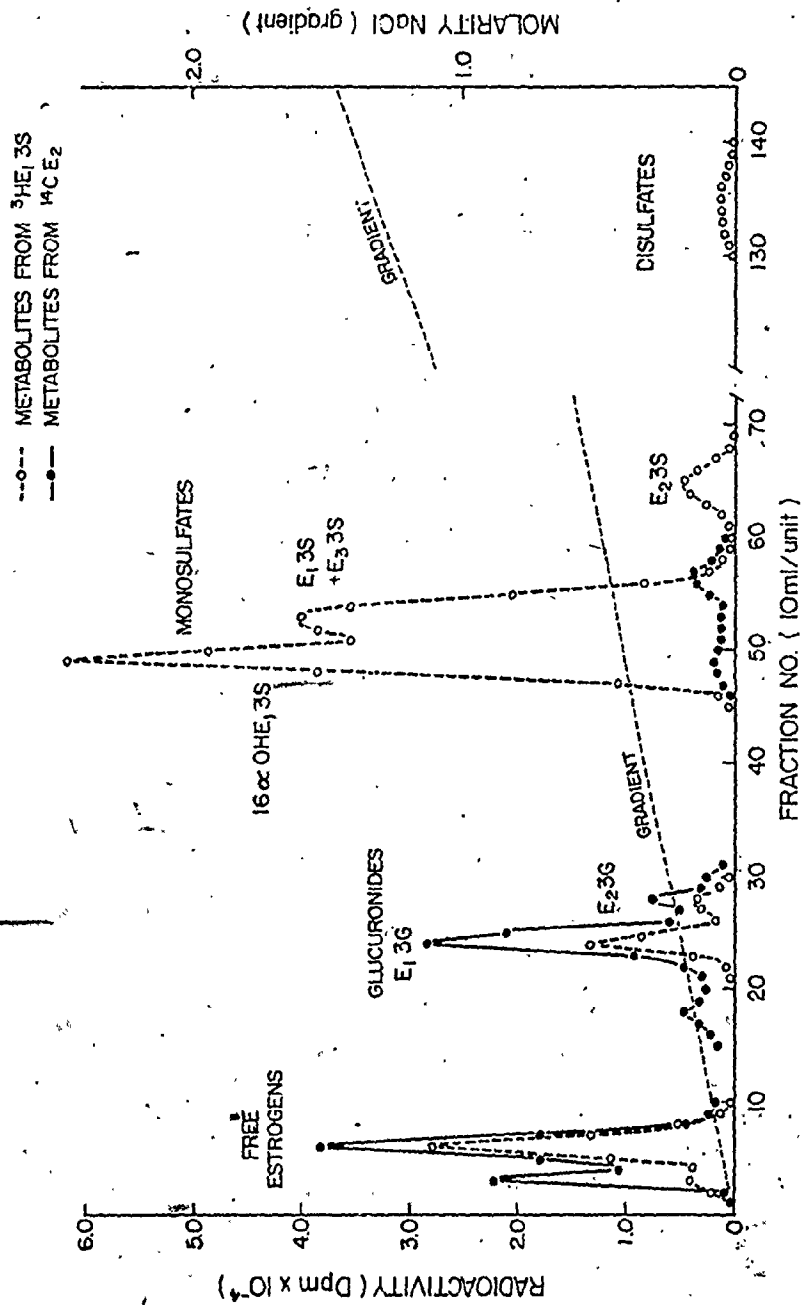 --o-- METABOLITES FROM ³HE₁ 3S
—●— METABOLITES FROM ¹⁴C E₂
RADIOACTIVITY ( Dpm x 10⁻⁴ )
6.0
5.0
4.0
3.0
2.0
1.0
0
MOLARITY NaCl ( gradient )
2.0
1.0
0
FREE
ESTROGENS
GLUCURONIDES
E₁ 3G
E₂3G
16∝ OHE₁ 3S
MONOSULFATES
E₁ 3S
+E₃ 3S
E₂ 3S
DISULFATES
GRADIENT
GRADIENT
10
20
30
40
50
60
70
130
140
FRACTION NO. ( 10ml/unit )